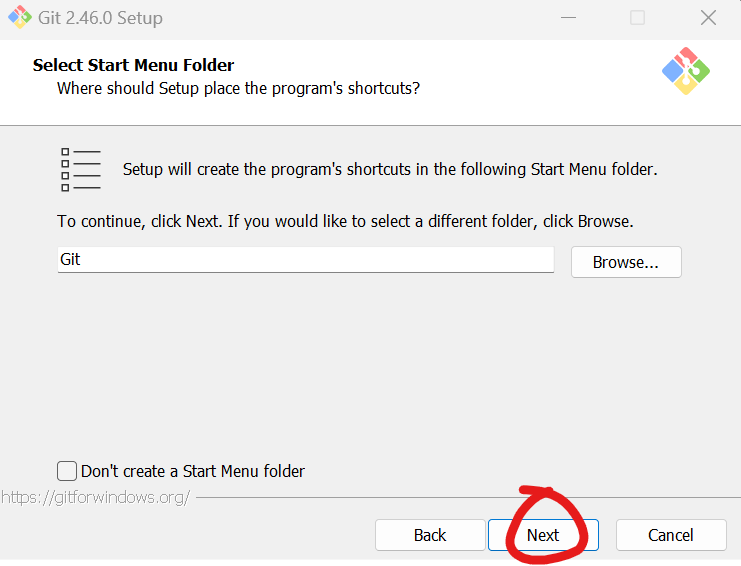 Git 2.46.0 Setup
Select Start Menu Folder
Where should Setup place the program's shortcuts?
Setup will create the program's shortcuts in the following Start Menu folder.
To continue, click Next. If you would like to select a different folder, click Browse.
Git
Browse...
Don't create a Start Menu folder
https://gitforwindows.org/
Back
Next
Cancel